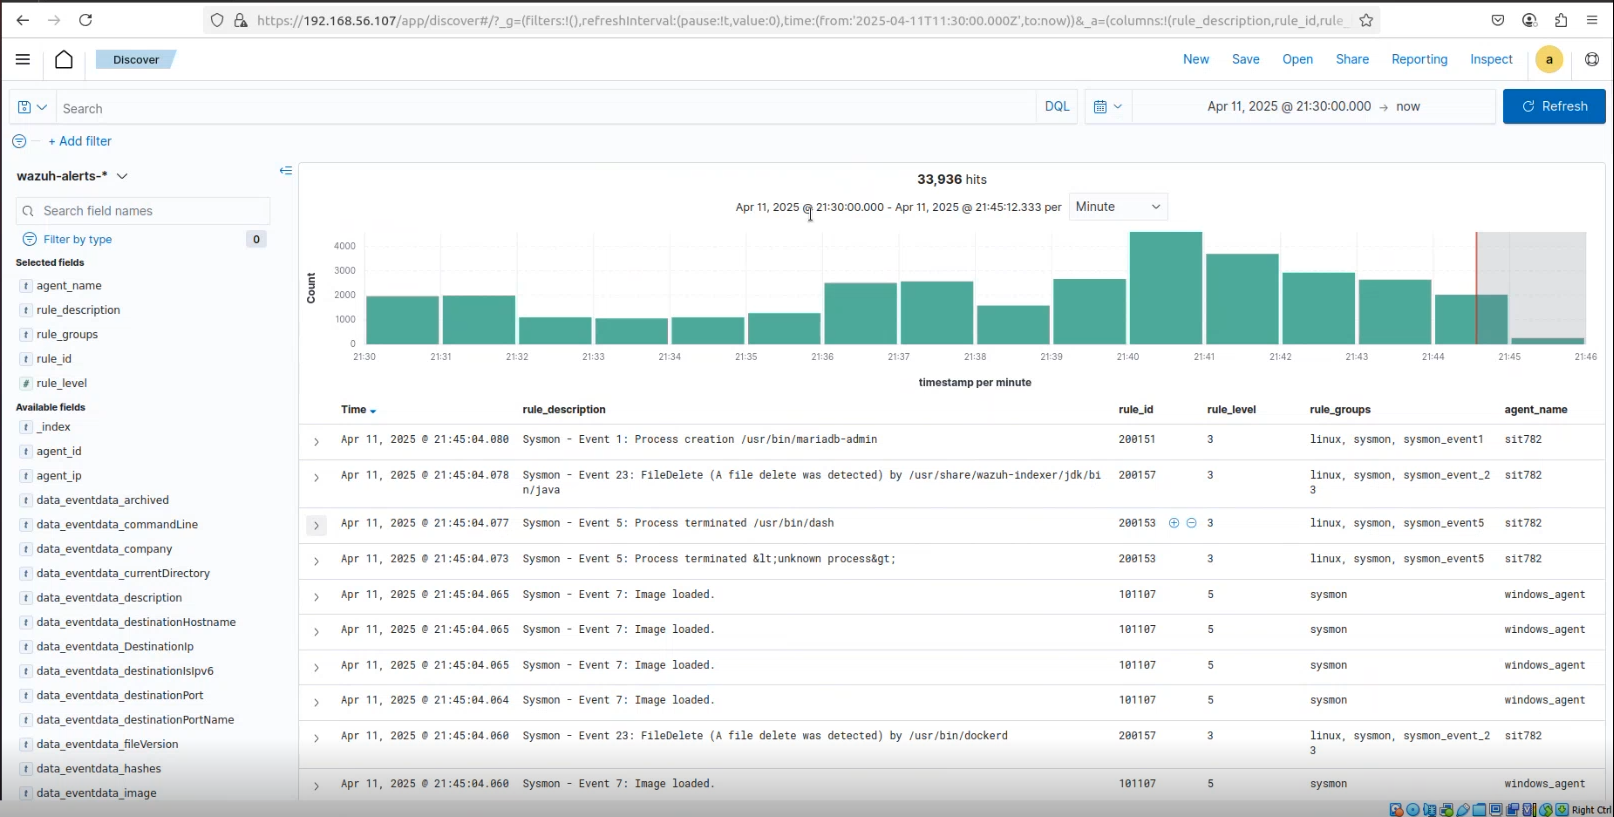 https://192.168.56.107/app/discover#/?_g=(filters:!(),refreshInterval:(pause:!t,value:0),time:(from:'2025-04-11T11:30:00.000Z',to:now))&_a=(columns:!(rule_description,rule_id,rule_
Discover
New Save Open Share Reporting Inspect a
Search DQL Apr 11, 2025 @ 21:30:00.000 → now Refresh
+ Add filter
wazuh-alerts-*
Search field names
Filter by type 0
Selected fields
t agent_name
t rule_description
t rule_groups
t rule_id
# rule_level
Available fields
t _index
t agent_id
t agent_ip
t data_eventdata_archived
t data_eventdata_commandLine
t data_eventdata_company
t data_eventdata_currentDirectory
t data_eventdata_description
t data_eventdata_destinationHostname
t data_eventdata_DestinationIp
t data_eventdata_destinationIsIpv6
t data_eventdata_destinationPort
t data_eventdata_destinationPortName
t data_eventdata_fileVersion
t data_eventdata_hashes
t data_eventdata_image
33,936 hits
Apr 11, 2025 @ 21:30:00.000 - Apr 11, 2025 @ 21:45:12.333 per Minute
Count
4000
3000
2000
1000
0
21:30 21:31 21:32 21:33 21:34 21:35 21:36 21:37 21:38 21:39 21:40 21:41 21:42 21:43 21:44 21:45 21:46
timestamp per minute
Time rule_description rule_id rule_level rule_groups agent_name
Apr 11, 2025 @ 21:45:04.080 Sysmon - Event 1: Process creation /usr/bin/mariadb-admin 200151 3 linux, sysmon, sysmon_event1 sit782
Apr 11, 2025 @ 21:45:04.078 Sysmon - Event 23: FileDelete (A file delete was detected) by /usr/share/wazuh-indexer/jdk/bi 200157 3 linux, sysmon, sysmon_event_2 sit782
n/java 3
Apr 11, 2025 @ 21:45:04.077 Sysmon - Event 5: Process terminated /usr/bin/dash 200153 3 linux, sysmon, sysmon_event5 sit782
Apr 11, 2025 @ 21:45:04.073 Sysmon - Event 5: Process terminated &lt;unknown process&gt; 200153 3 linux, sysmon, sysmon_event5 sit782
Apr 11, 2025 @ 21:45:04.065 Sysmon - Event 7: Image loaded. 101107 5 sysmon windows_agent
Apr 11, 2025 @ 21:45:04.065 Sysmon - Event 7: Image loaded. 101107 5 sysmon windows_agent
Apr 11, 2025 @ 21:45:04.065 Sysmon - Event 7: Image loaded. 101107 5 sysmon windows_agent
Apr 11, 2025 @ 21:45:04.064 Sysmon - Event 7: Image loaded. 101107 5 sysmon windows_agent
Apr 11, 2025 @ 21:45:04.060 Sysmon - Event 23: FileDelete (A file delete was detected) by /usr/bin/dockerd 200157 3 linux, sysmon, sysmon_event_2 sit782
3
Apr 11, 2025 @ 21:45:04.060 Sysmon - Event 7: Image loaded. 101107 5 sysmon windows_agent
Right Ctrl